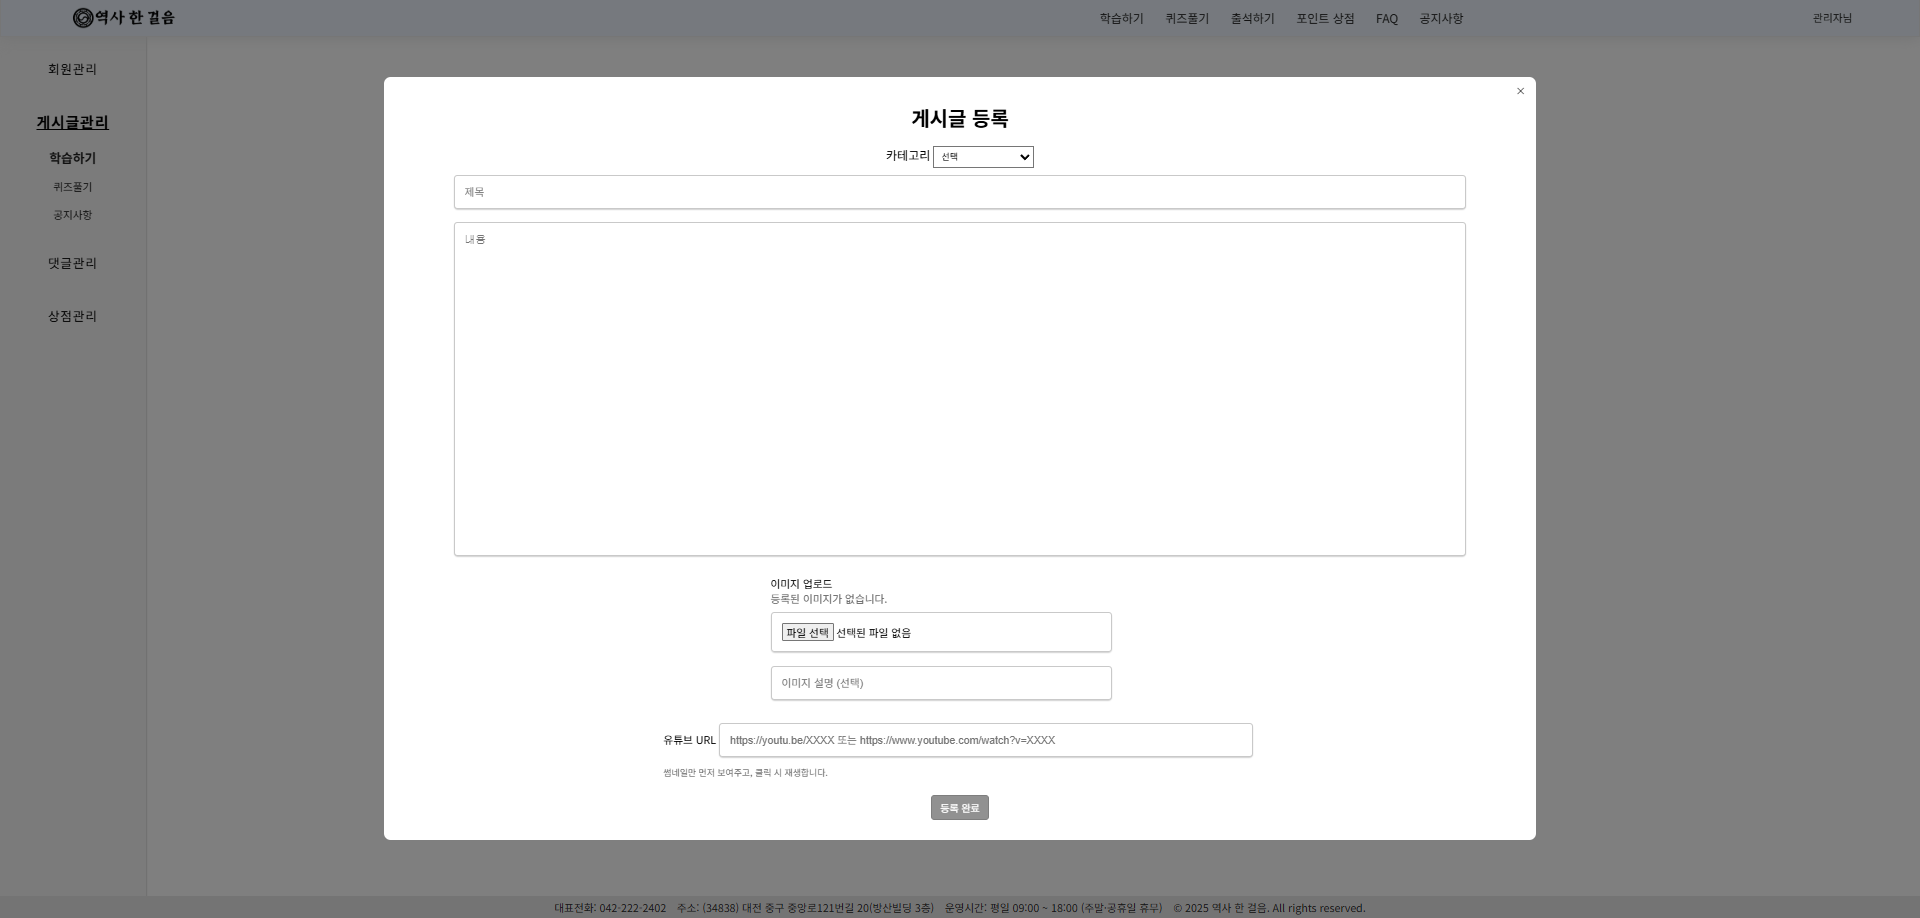 역사 한 걸음
학습하기 퀴즈풀기 출석하기 포인트 상점 FAQ 공지사항
관리자님
회원관리
게시글관리
학습하기
퀴즈풀기
공지사항
댓글관리
상점관리
×
게시글 등록
카테고리 선택
제목
내용
이미지 업로드
등록된 이미지가 없습니다.
파일 선택 선택된 파일 없음
이미지 설명 (선택)
유튜브 URL https://youtu.be/XXXX 또는 https://www.youtube.com/watch?v=XXXX
썸네일만 먼저 보여주고, 클릭 시 재생합니다.
등록 완료
대표전화: 042-222-2402 주소: (34838) 대전 중구 중앙로121번길 20(방산빌딩 3층) 운영시간: 평일 09:00 ~ 18:00 (주말·공휴일 휴무) © 2025 역사 한 걸음. All rights reserved.